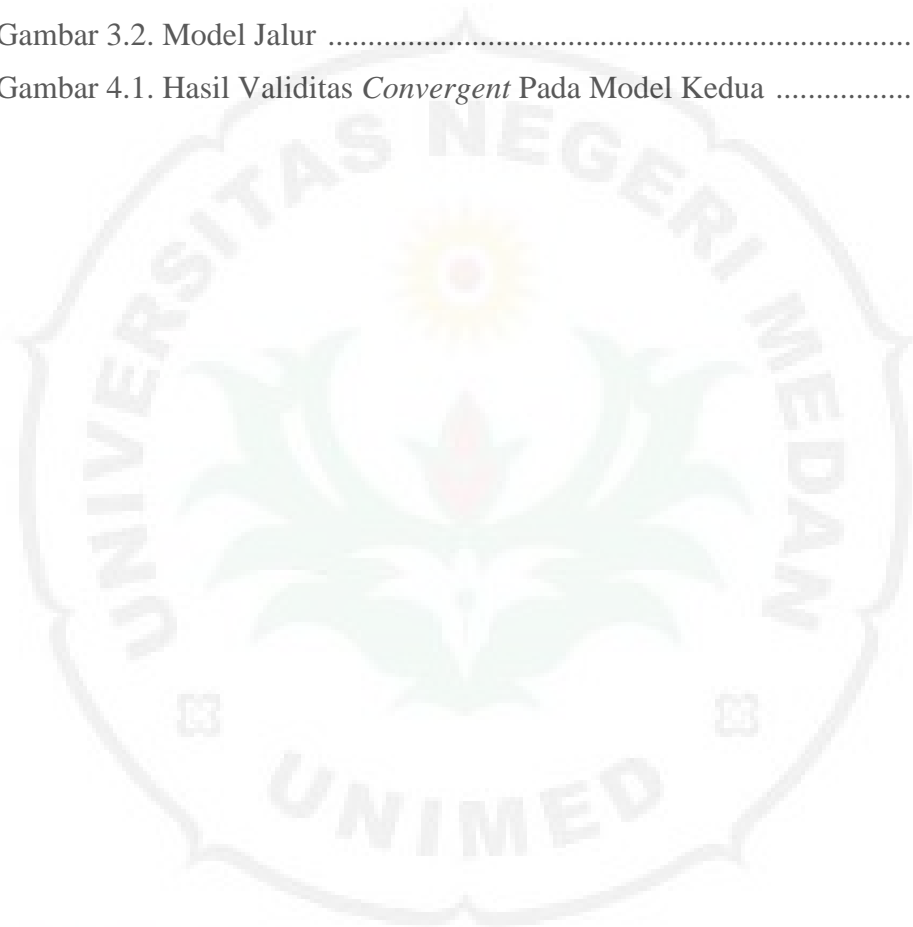 Gambar 3.2. Model Jalur ........................................................................
Gambar 4.1. Hasil Validitas Convergent Pada Model Kedua .................
UNIVERSITAS NEGERI MEDAN
UNIMED